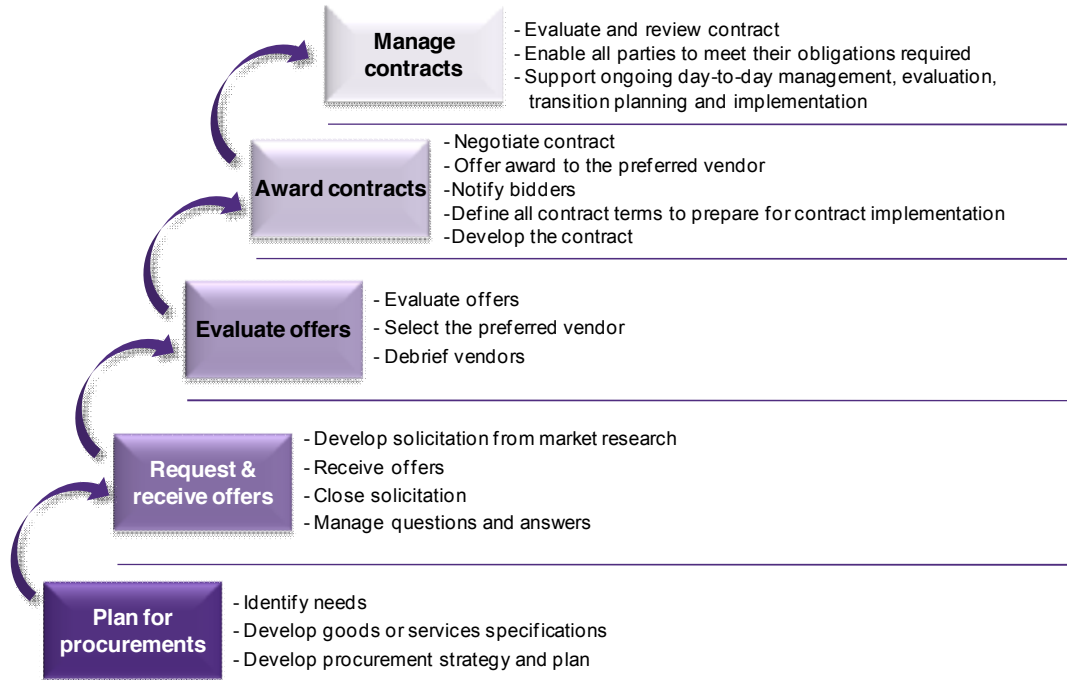 Manage
contracts
- Evaluate and review contract
- Enable all parties to meet their obligations required
- Support ongoing day-to-day management, evaluation,
transition planning and implementation
Award contracts
- Negotiate contract
- Offer award to the preferred vendor
- Notify bidders
- Define all contract terms to prepare for contract implementation
- Develop the contract
Evaluate offers
- Evaluate offers
- Select the preferred vendor
- Debrief vendors
Request &
receive offers
- Develop solicitation from market research
- Receive offers
- Close solicitation
- Manage questions and answers
Plan for
procurements
- Identify needs
- Develop goods or services specifications
- Develop procurement strategy and plan